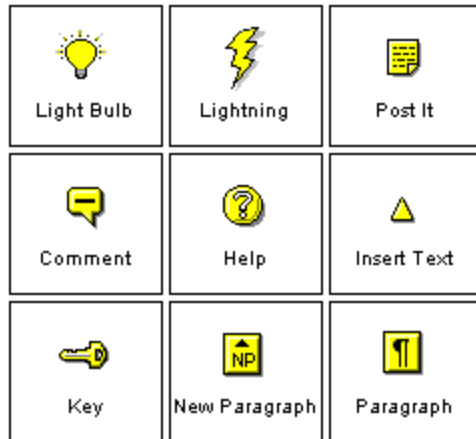 Light Bulb
Lightning
Post It
Comment
?
Help
Insert Text
Key
NP
New Paragraph
¶
Paragraph